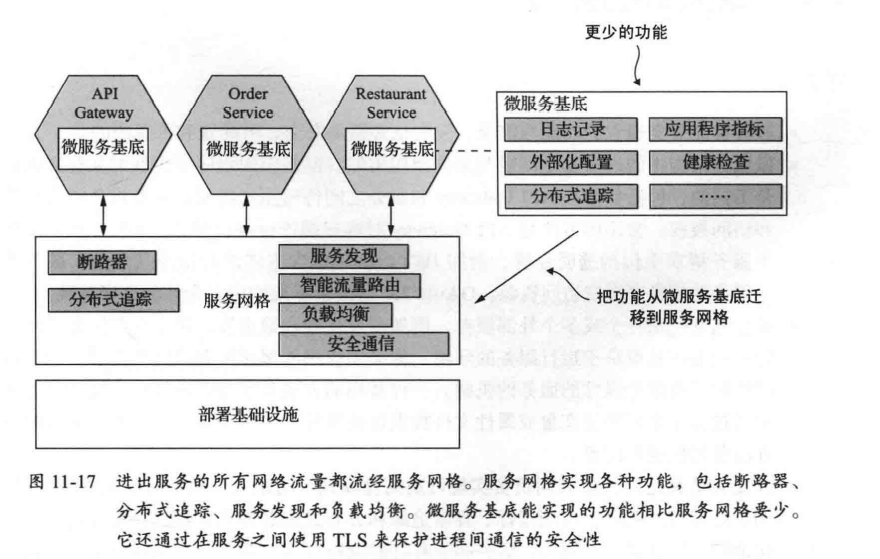 更少的功能
API
Gateway
微服务基底
Order
Service
微服务基底
Restaurant
Service
微服务基底
微服务基底
日志记录
应用程序指标
外部化配置
健康检查
分布式追踪
……
断路器
分布式追踪
服务网格
服务发现
智能流量路由
负载均衡
安全通信
把功能从微服务基底迁
移到服务网格
部署基础设施
图 11-17 进出服务的所有网络流量都流经服务网格。服务网格实现各种功能，包括断路器、
分布式追踪、服务发现和负载均衡。微服务基底能实现的功能相比服务网格要少。
它还通过在服务之间使用 TLS 来保护进程间通信的安全性